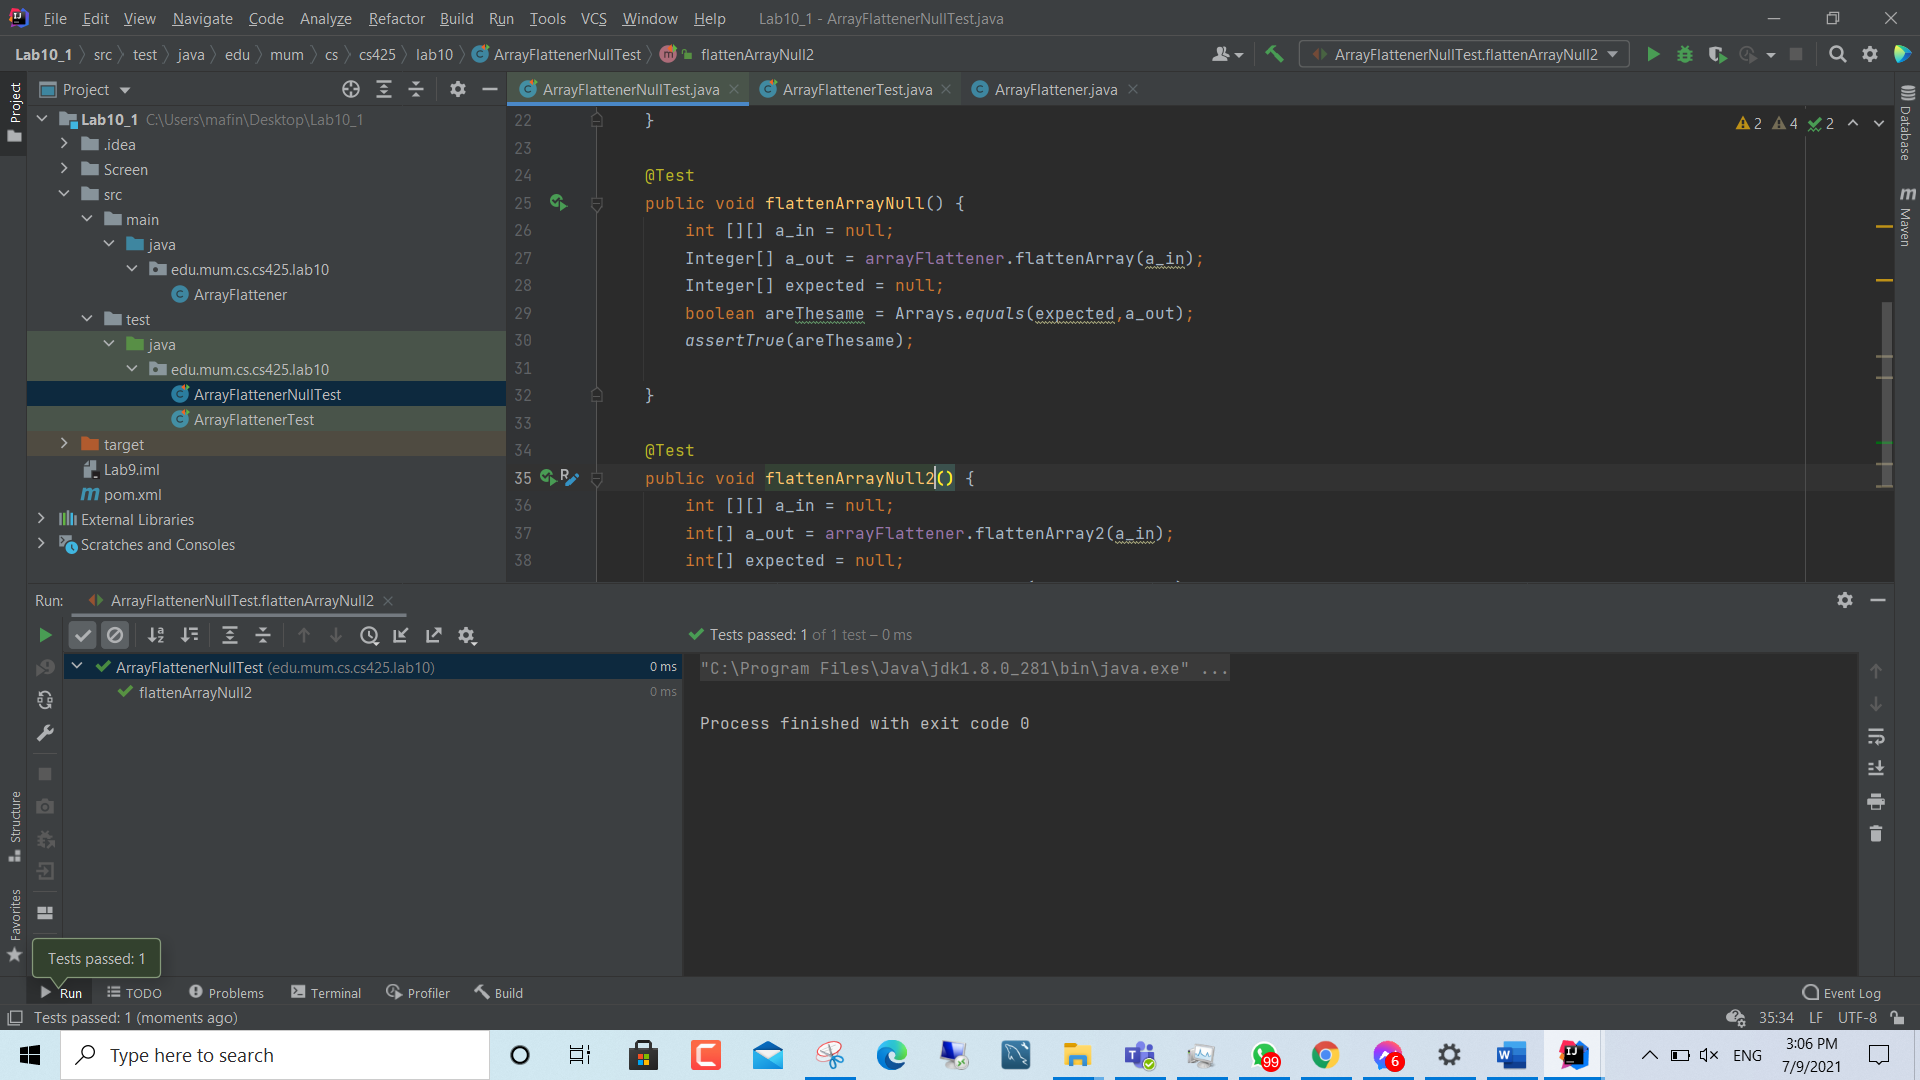 File Edit View Navigate Code Analyze Refactor Build Run Tools VCS Window Help Lab10_1 - ArrayFlattenerNullTest.java
Lab10_1 src test java edu mum cs cs425 lab10 ArrayFlattenerNullTest flattenArrayNull2 ArrayFlattenerNullTest.flattenArrayNull2
Project
ArrayFlattenerNullTest.java ArrayFlattenerTest.java ArrayFlattener.java
Lab10_1 C:\Users\mafin\Desktop\Lab10_1
.idea
Screen
src
main
java
edu.mum.cs.cs425.lab10
ArrayFlattener
test
java
edu.mum.cs.cs425.lab10
ArrayFlattenerNullTest
ArrayFlattenerTest
target
Lab9.iml
pom.xml
External Libraries
Scratches and Consoles
2 4 2
22 }
23
24 @Test
25 public void flattenArrayNull() {
26 int [][] a_in = null;
27 Integer[] a_out = arrayFlattener.flattenArray(a_in);
28 Integer[] expected = null;
29 boolean areThesame = Arrays.equals(expected,a_out);
30 assertTrue(areThesame);
31
32 }
33
34 @Test
35 public void flattenArrayNull2() {
36 int [][] a_in = null;
37 int[] a_out = arrayFlattener.flattenArray2(a_in);
38 int[] expected = null;
Project
Structure
Favorites
Database
Maven
Run: ArrayFlattenerNullTest.flattenArrayNull2
Tests passed: 1 of 1 test – 0 ms
ArrayFlattenerNullTest (edu.mum.cs.cs425.lab10) 0 ms
flattenArrayNull2 0 ms
"C:\Program Files\Java\jdk1.8.0_281\bin\java.exe" ...
Process finished with exit code 0
Tests passed: 1
Run TODO Problems Terminal Profiler Build Event Log
Tests passed: 1 (moments ago) 35:34 LF UTF-8
Type here to search
99
6
ENG
3:06 PM
7/9/2021